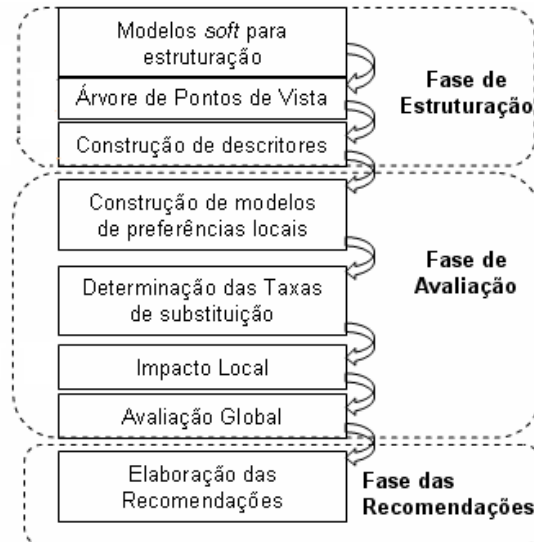 Modelos soft para
estruturação
Árvore de Pontos de Vista
Construção de descritores
Fase de
Estruturação
Construção de modelos
de preferências locais
Determinação das Taxas
de substituição
Impacto Local
Avaliação Global
Fase de
Avaliação
Elaboração das
Recomendações
Fase das
Recomendações